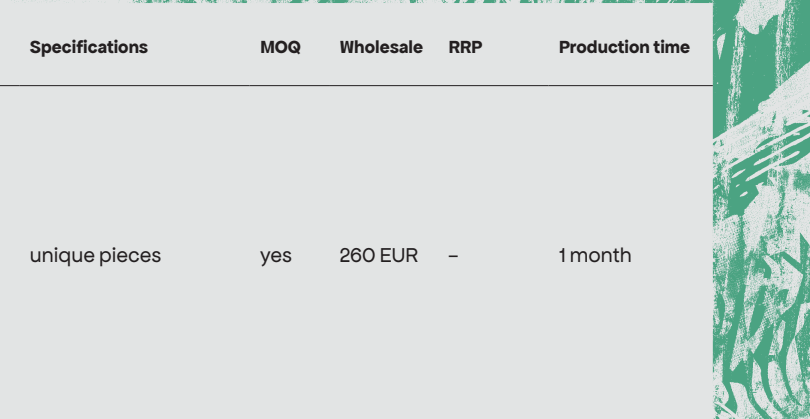 Specifications MOQ Wholesale RRP Production time
unique pieces yes 260 EUR – 1 month